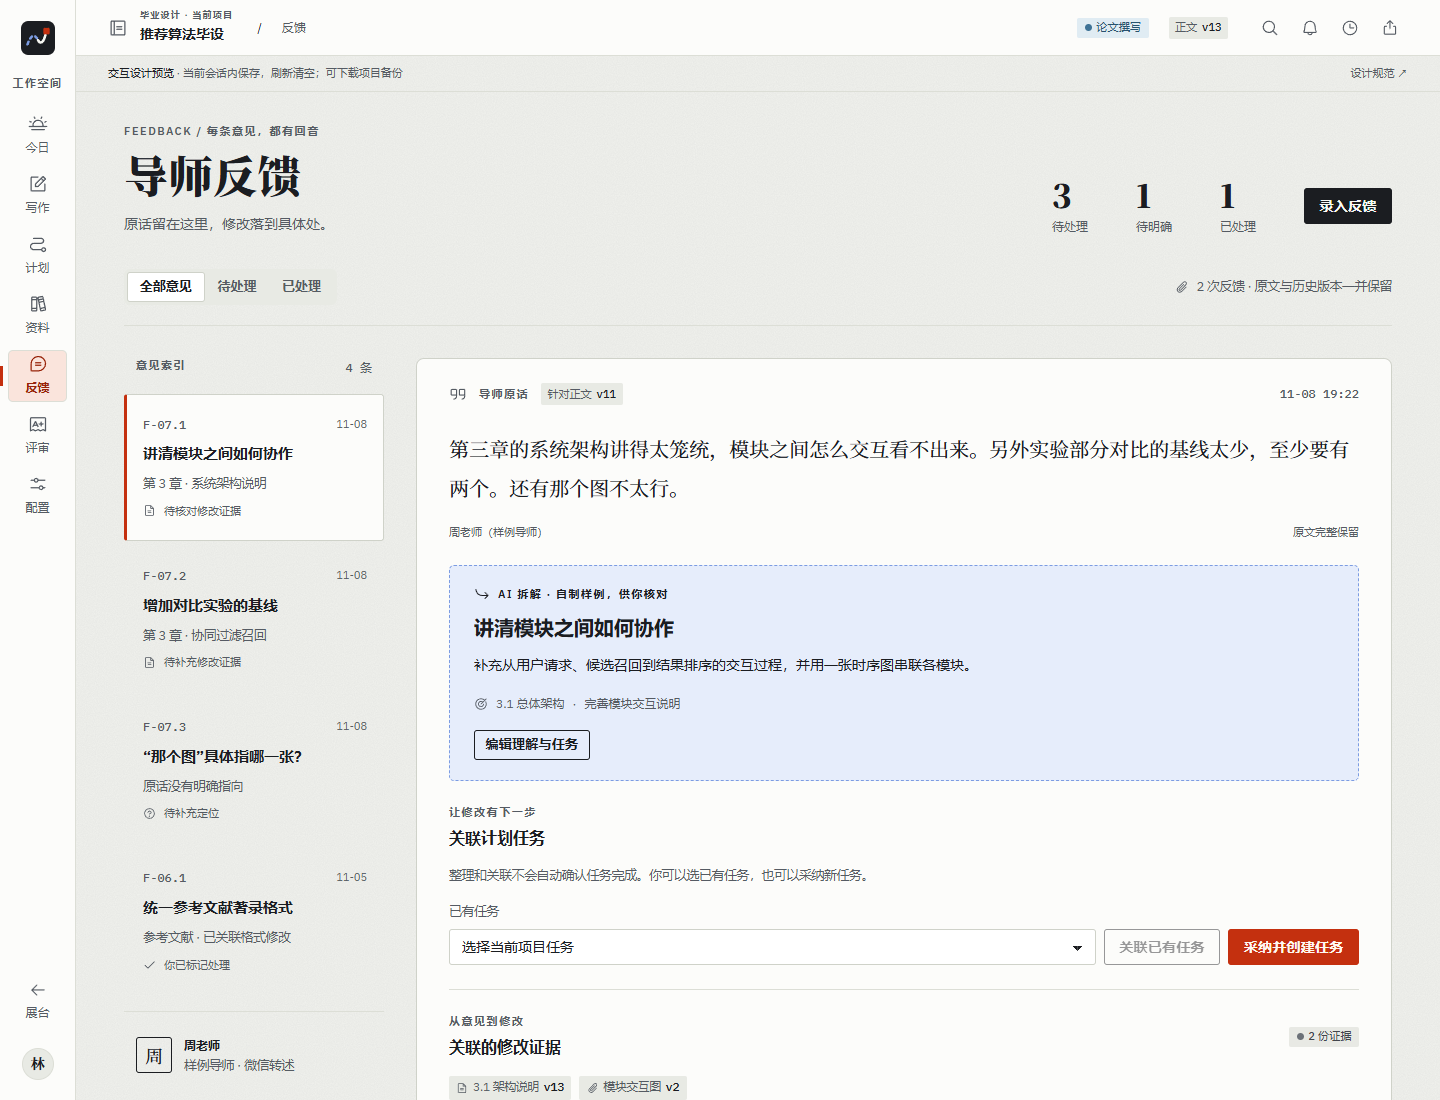 工作空间
今日
写作
计划
资料
反馈
评审
配置
展台
林
毕业设计 · 当前项目
推荐算法毕设
/
反馈
论文撰写
正文 v13
交互设计预览 · 当前会话内保存，刷新清空；可下载项目备份
设计规范 ↗
FEEDBACK / 每条意见，都有回音
导师反馈
原话留在这里，修改落到具体处。
3
待处理
1
待明确
1
已处理
录入反馈
全部意见
待处理
已处理
2 次反馈 · 原文与历史版本一并保留
意见索引
4 条
F-07.1
11-08
讲清模块之间如何协作
第 3 章 · 系统架构说明
待核对修改证据
F-07.2
11-08
增加对比实验的基线
第 3 章 · 协同过滤召回
待补充修改证据
F-07.3
11-08
“那个图”具体指哪一张？
原话没有明确指向
待补充定位
F-06.1
11-05
统一参考文献著录格式
参考文献 · 已关联格式修改
你已标记处理
周
周老师
样例导师 · 微信转述
导师原话
针对正文 v11
11-08 19:22
第三章的系统架构讲得太笼统，模块之间怎么交互看不出来。另外实验部分对比的基线太少，至少要有
两个。还有那个图不太行。
周老师（样例导师）
原文完整保留
AI 拆解 · 自制样例，供你核对
讲清模块之间如何协作
补充从用户请求、候选召回到结果排序的交互过程，并用一张时序图串联各模块。
3.1 总体架构 · 完善模块交互说明
编辑理解与任务
让修改有下一步
关联计划任务
整理和关联不会自动确认任务完成。你可以选已有任务，也可以采纳新任务。
已有任务
选择当前项目任务
关联已有任务
采纳并创建任务
从意见到修改
关联的修改证据
2 份证据
3.1 架构说明 v13
模块交互图 v2